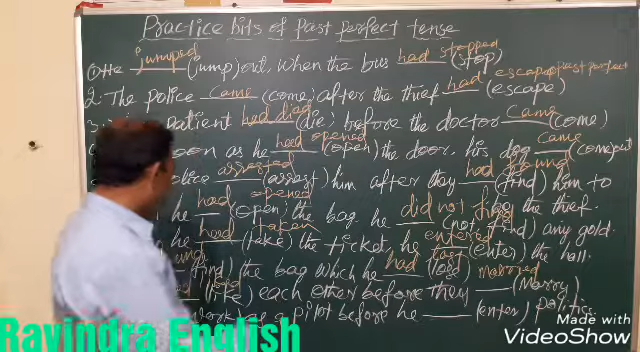 Practice bits of Past perfect tense
1. He jumped (jump) out, when the bus had stopped (stop)
2. The police came (come) after the thief had escaped past perfect (escape)
patient had died (die) before the doctor came (come)
soon as he had opened (open) the door, his dog came (come) out
police arrested (arrest) him after they had found (find) him to
be the thief.
he had opened (open) the bag he did not find (not find) any gold.
he had taken (take) the ticket, he entered (enter) the hall.
(find) the bag which he had lost (lose)
each other before they married (marry)
a pilot before he (enter) politics.
Ravindra English
Made with
VideoShow